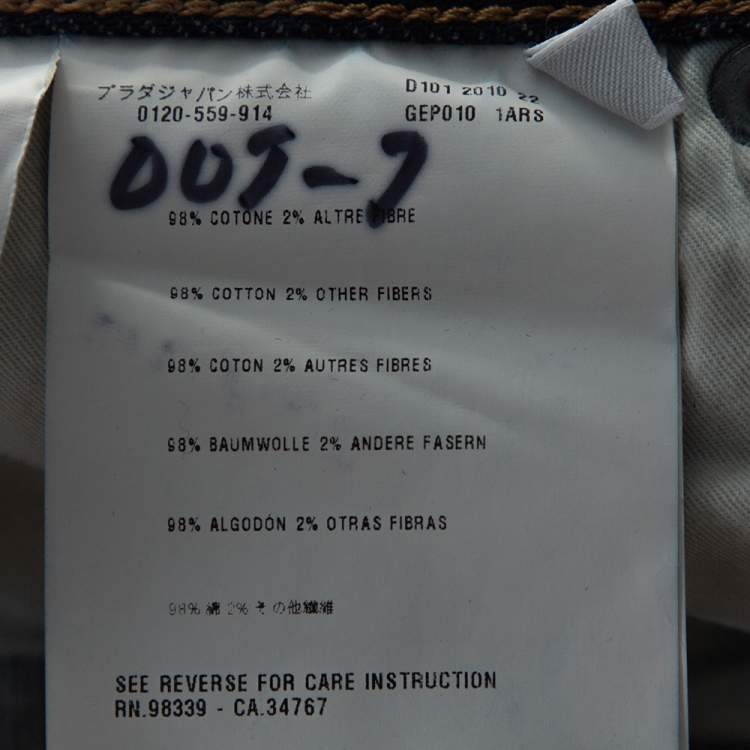 プラダジャパン株式会社
0120-559-914
D101 2010 22
GEP010 1ARS
98% COTONE 2% ALTRE FIBRE
98% COTTON 2% OTHER FIBERS
98% COTON 2% AUTRES FIBRES
98% BAUMWOLLE 2% ANDERE FASERN
98% ALGODÓN 2% OTRAS FIBRAS
98% 綿 2% その他繊維
SEE REVERSE FOR CARE INSTRUCTION
RN.98339 - CA.34767